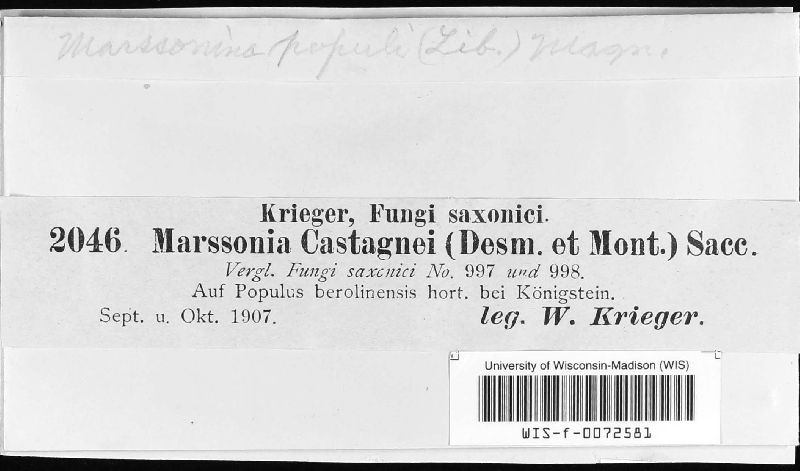 Marssonina populi (Lib.) Magn.
Krieger, Fungi saxonici.
2046. Marssonia Castagnei (Desm. et Mont.) Sacc.
Vergl. Fungi saxonici No. 997 und 998.
Auf Populus berolinensis hort. bei Königstein.
Sept. u. Okt. 1907. leg. W. Krieger.
University of Wisconsin-Madison (WIS)
WIS-f-0072581